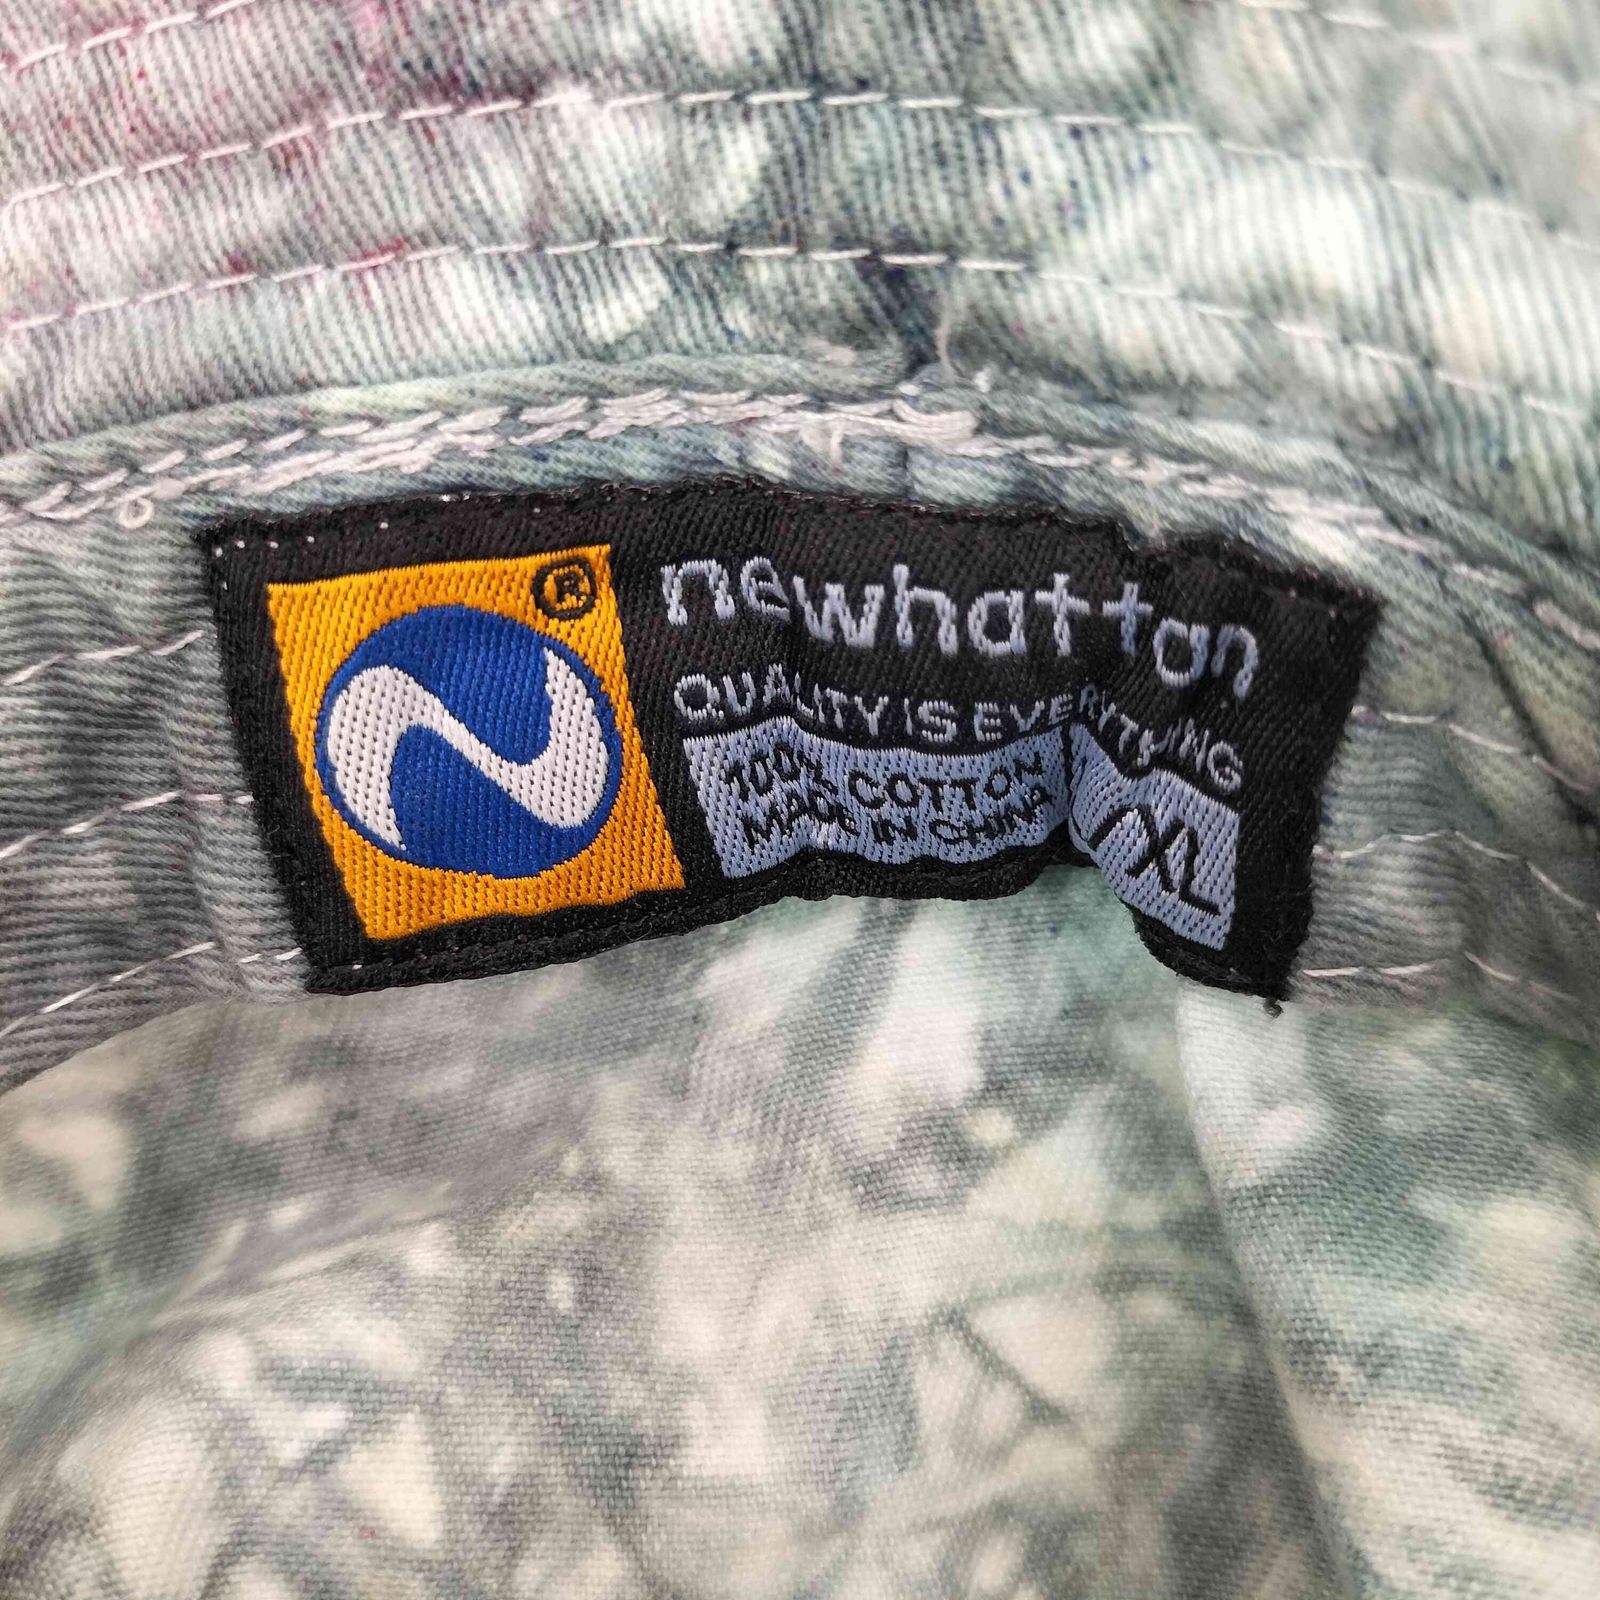 ®
newhattan
QUALITY IS EVERYTHING
100% COTTON
MADE IN CHINA
/XL